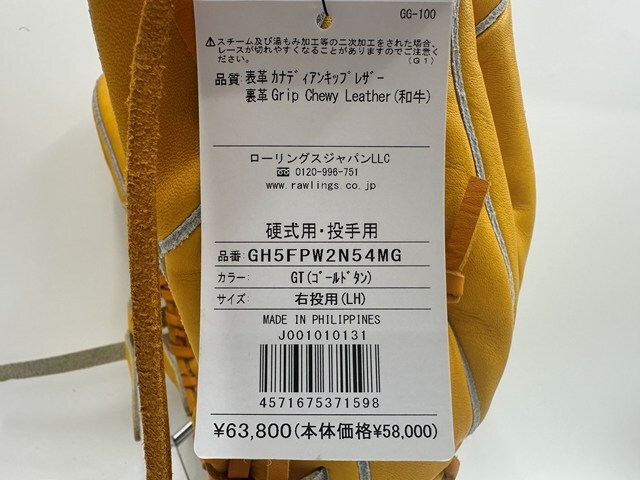 GG-100
⚠スチーム及び湯もみ加工等の二次加工をされた場合、
レースが切れやすくなることがありますのでご注意ください。
(G1)
品質:表革 カナディアンキップレザー
裏革 Grip Chewy Leather(和牛)
ローリングスジャパンLLC
0120-996-751
www.rawlings.co.jp
硬式用・投手用
品番 GH5FPW2N54MG
カラー: GT(ゴールドタン)
サイズ: 右投用(LH)
MADE IN PHILIPPINES
J001010131
4571675371598
¥63,800(本体価格¥58,000)